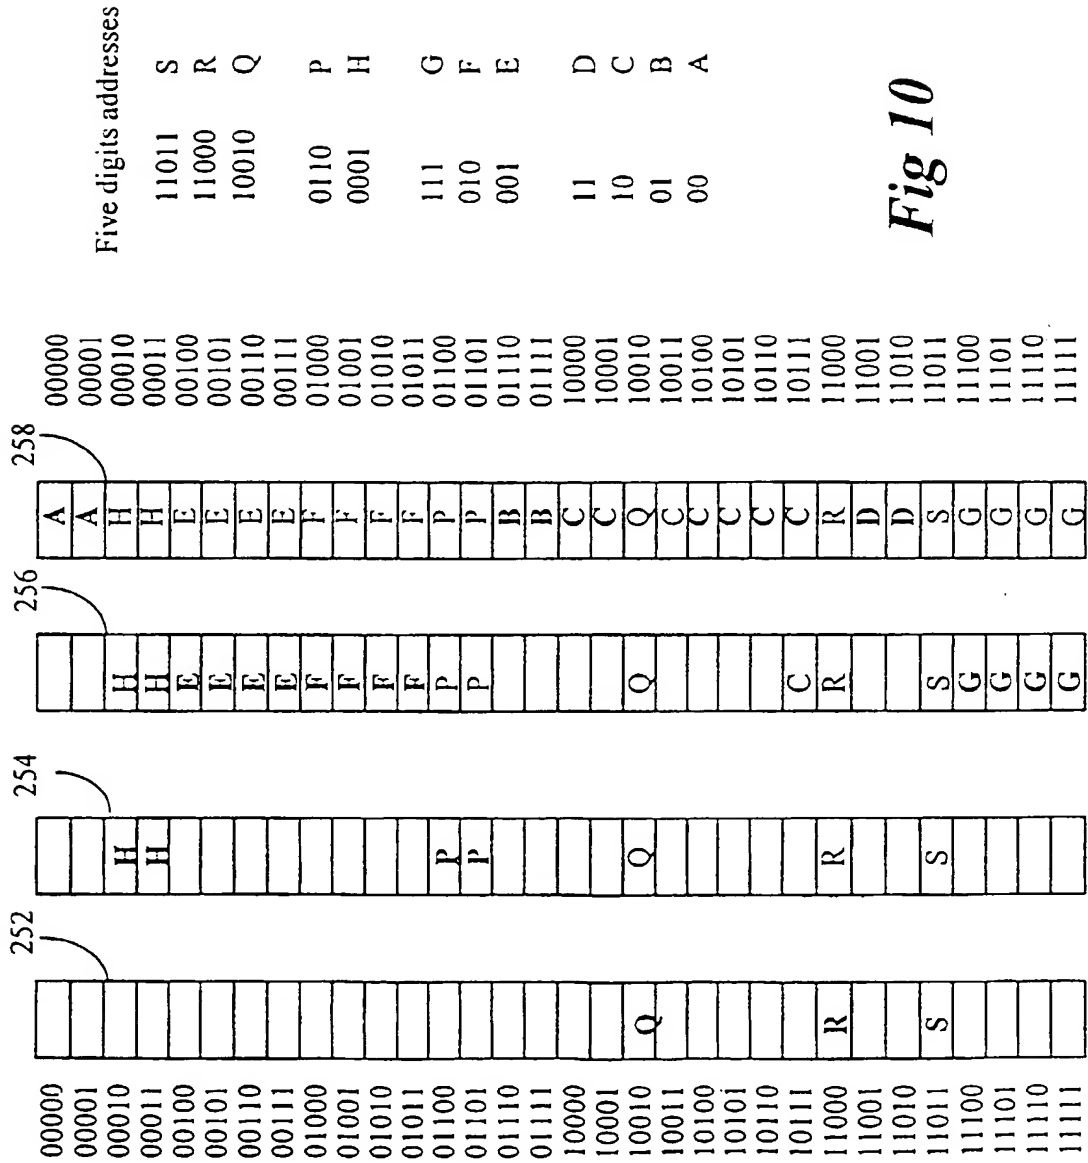 252 254 256 258
00000 A 00000
00001 A 00001
00010 H H H 00010
00011 H H H 00011
00100 E E 00100
00101 E E 00101
00110 E E 00110
00111 E E 00111
01000 F F 01000
01001 F F 01001
01010 F F 01010
01011 F F 01011
01100 P P P 01100
01101 P P P 01101
01110 B 01110
01111 B 01111
10000 C 10000
10001 C 10001
10010 Q Q Q Q 10010
10011 C 10011
10100 C 10100
10101 C 10101
10110 C 10110
10111 C C 10111
11000 R R R R 11000
11001 D 11001
11010 D 11010
11011 S S S S 11011
11100 G G 11100
11101 G G 11101
11110 G G 11110
11111 G G 11111
Five digits addresses
11011 S
11000 R
10010 Q
0110 P
0001 H
111 G
010 F
001 E
11 D
10 C
01 B
00 A
Fig 10